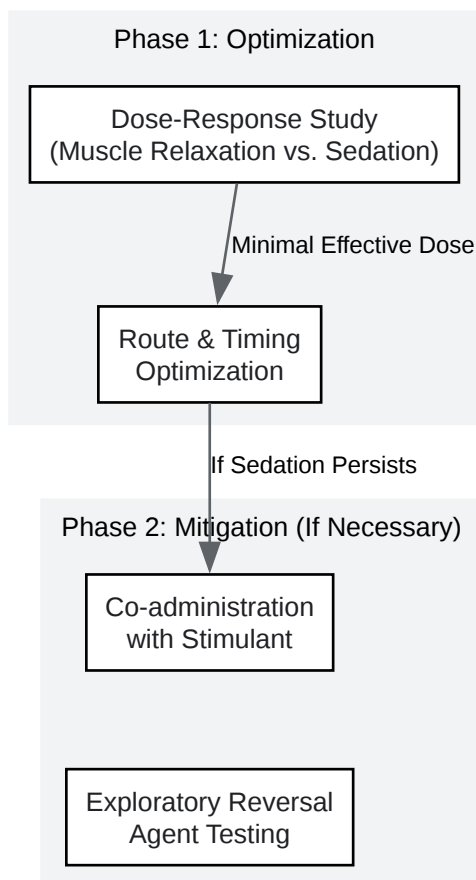 Phase 1: Optimization
Dose-Response Study
(Muscle Relaxation vs. Sedation)
Minimal Effective Dose
Route & Timing
Optimization
If Sedation Persists
Phase 2: Mitigation (If Necessary)
Co-administration
with Stimulant
Exploratory Reversal
Agent Testing